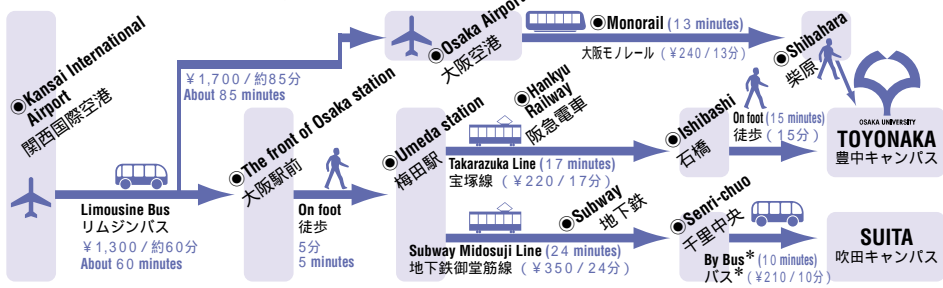 Kansai International
Airport
関西国際空港
Limousine Bus
リムジンバス
¥1,300/約60分
About 60 minutes
¥1,700/約85分
About 85 minutes
Osaka Airport
大阪空港
Monorail (13 minutes)
大阪モノレール (¥240/13分)
Shibahara
柴原
The front of Osaka station
大阪駅前
On foot
徒歩
5分
5 minutes
Umeda station
梅田駅
Hankyu
Railway
阪急電車
Takarazuka Line (17 minutes)
宝塚線 (¥220/17分)
Ishibashi
石橋
On foot (15 minutes)
徒歩 (15分)
OSAKA UNIVERSITY
TOYONAKA
豊中キャンパス
Subway
地下鉄
Subway Midosuji Line (24 minutes)
地下鉄御堂筋線 (¥350/24分)
Senri-chuo
千里中央
By Bus* (10 minutes)
バス* (¥210/10分)
SUITA
吹田キャンパス